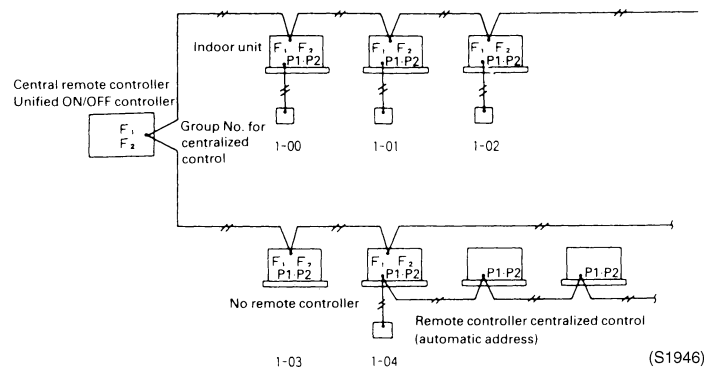 Indoor unit
F₁ F₂
P1·P2
F₁ F₂
P1·P2
F₁ F₂
P1·P2
Central remote controller
Unified ON/OFF controller
F₁
F₂
Group No. for
centralized
control
1-00
1-01
1-02
F₁ F₂
P1·P2
F₁ F₂
P1·P2
P1·P2
P1·P2
No remote controller
Remote controller centralized control
(automatic address)
1-03
1-04
(S1946)